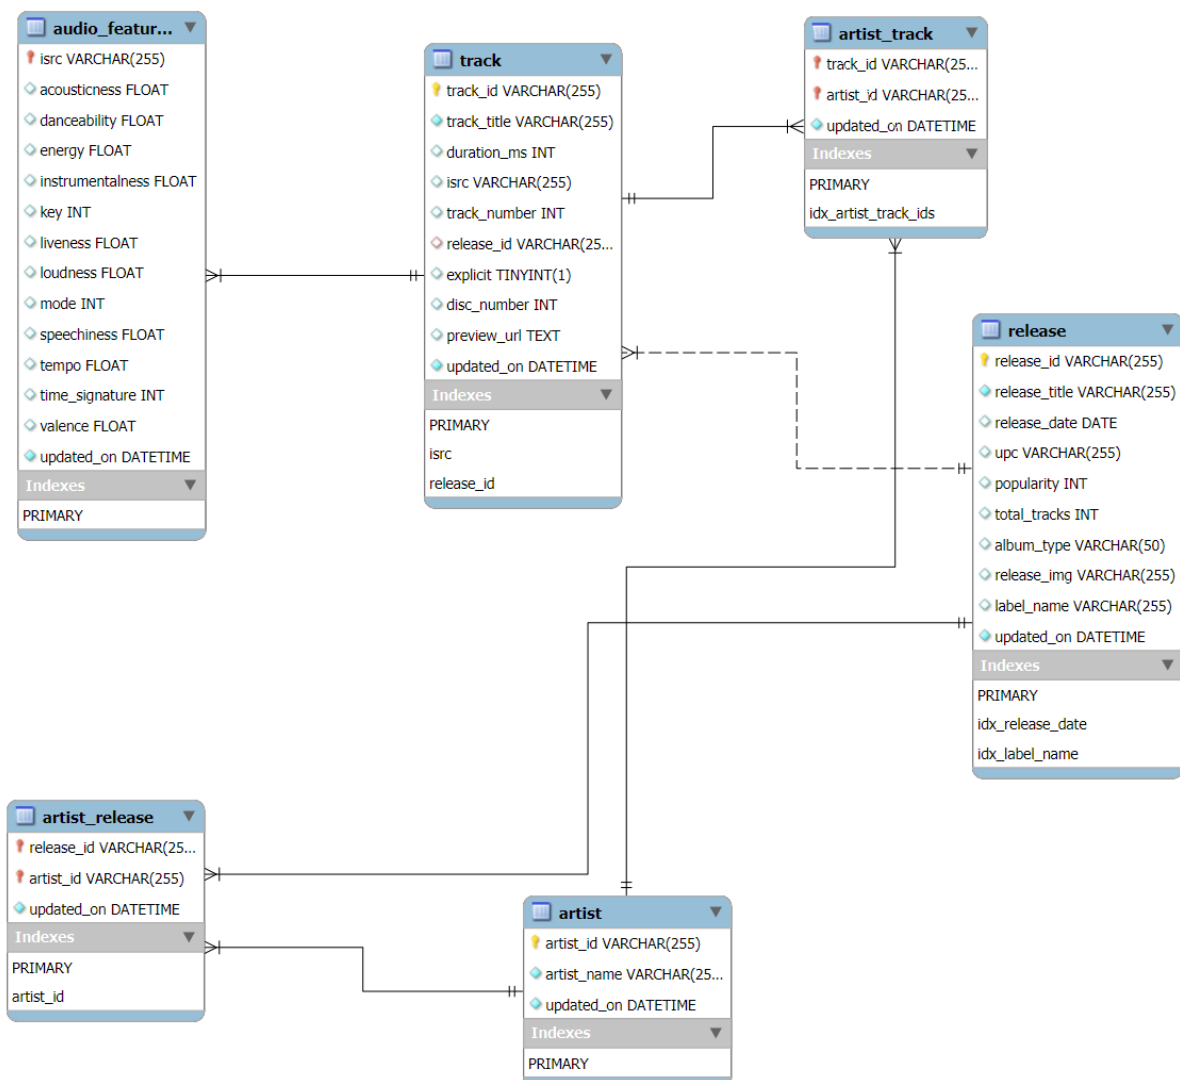 audio_featur...
isrc VARCHAR(255)
acousticness FLOAT
danceability FLOAT
energy FLOAT
instrumentalness FLOAT
key INT
liveness FLOAT
loudness FLOAT
mode INT
speechiness FLOAT
tempo FLOAT
time_signature INT
valence FLOAT
updated_on DATETIME
Indexes
PRIMARY
track
track_id VARCHAR(255)
track_title VARCHAR(255)
duration_ms INT
isrc VARCHAR(255)
track_number INT
release_id VARCHAR(25...
explicit TINYINT(1)
disc_number INT
preview_url TEXT
updated_on DATETIME
Indexes
PRIMARY
isrc
release_id
artist_track
track_id VARCHAR(25...
artist_id VARCHAR(25...
updated_on DATETIME
Indexes
PRIMARY
idx_artist_track_ids
release
release_id VARCHAR(255)
release_title VARCHAR(255)
release_date DATE
upc VARCHAR(255)
popularity INT
total_tracks INT
album_type VARCHAR(50)
release_img VARCHAR(255)
label_name VARCHAR(255)
updated_on DATETIME
Indexes
PRIMARY
idx_release_date
idx_label_name
artist_release
release_id VARCHAR(25...
artist_id VARCHAR(255)
updated_on DATETIME
Indexes
PRIMARY
artist_id
artist
artist_id VARCHAR(255)
artist_name VARCHAR(25...
updated_on DATETIME
Indexes
PRIMARY